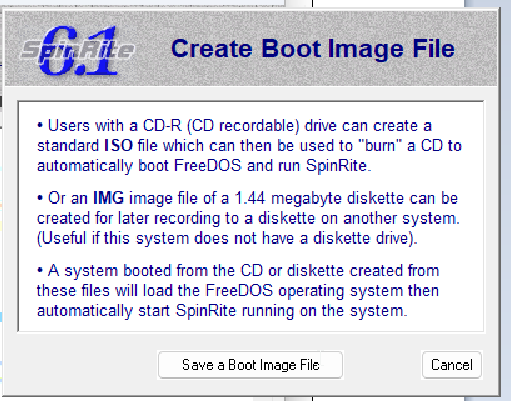 SpinRite 6.1
Create Boot Image File
• Users with a CD-R (CD recordable) drive can create a
standard ISO file which can then be used to "burn" a CD to
automatically boot FreeDOS and run SpinRite.
• Or an IMG image file of a 1.44 megabyte diskette can be
created for later recording to a diskette on another system.
(Useful if this system does not have a diskette drive).
• A system booted from the CD or diskette created from
these files will load the FreeDOS operating system then
automatically start SpinRite running on the system.
Save a Boot Image File
Cancel